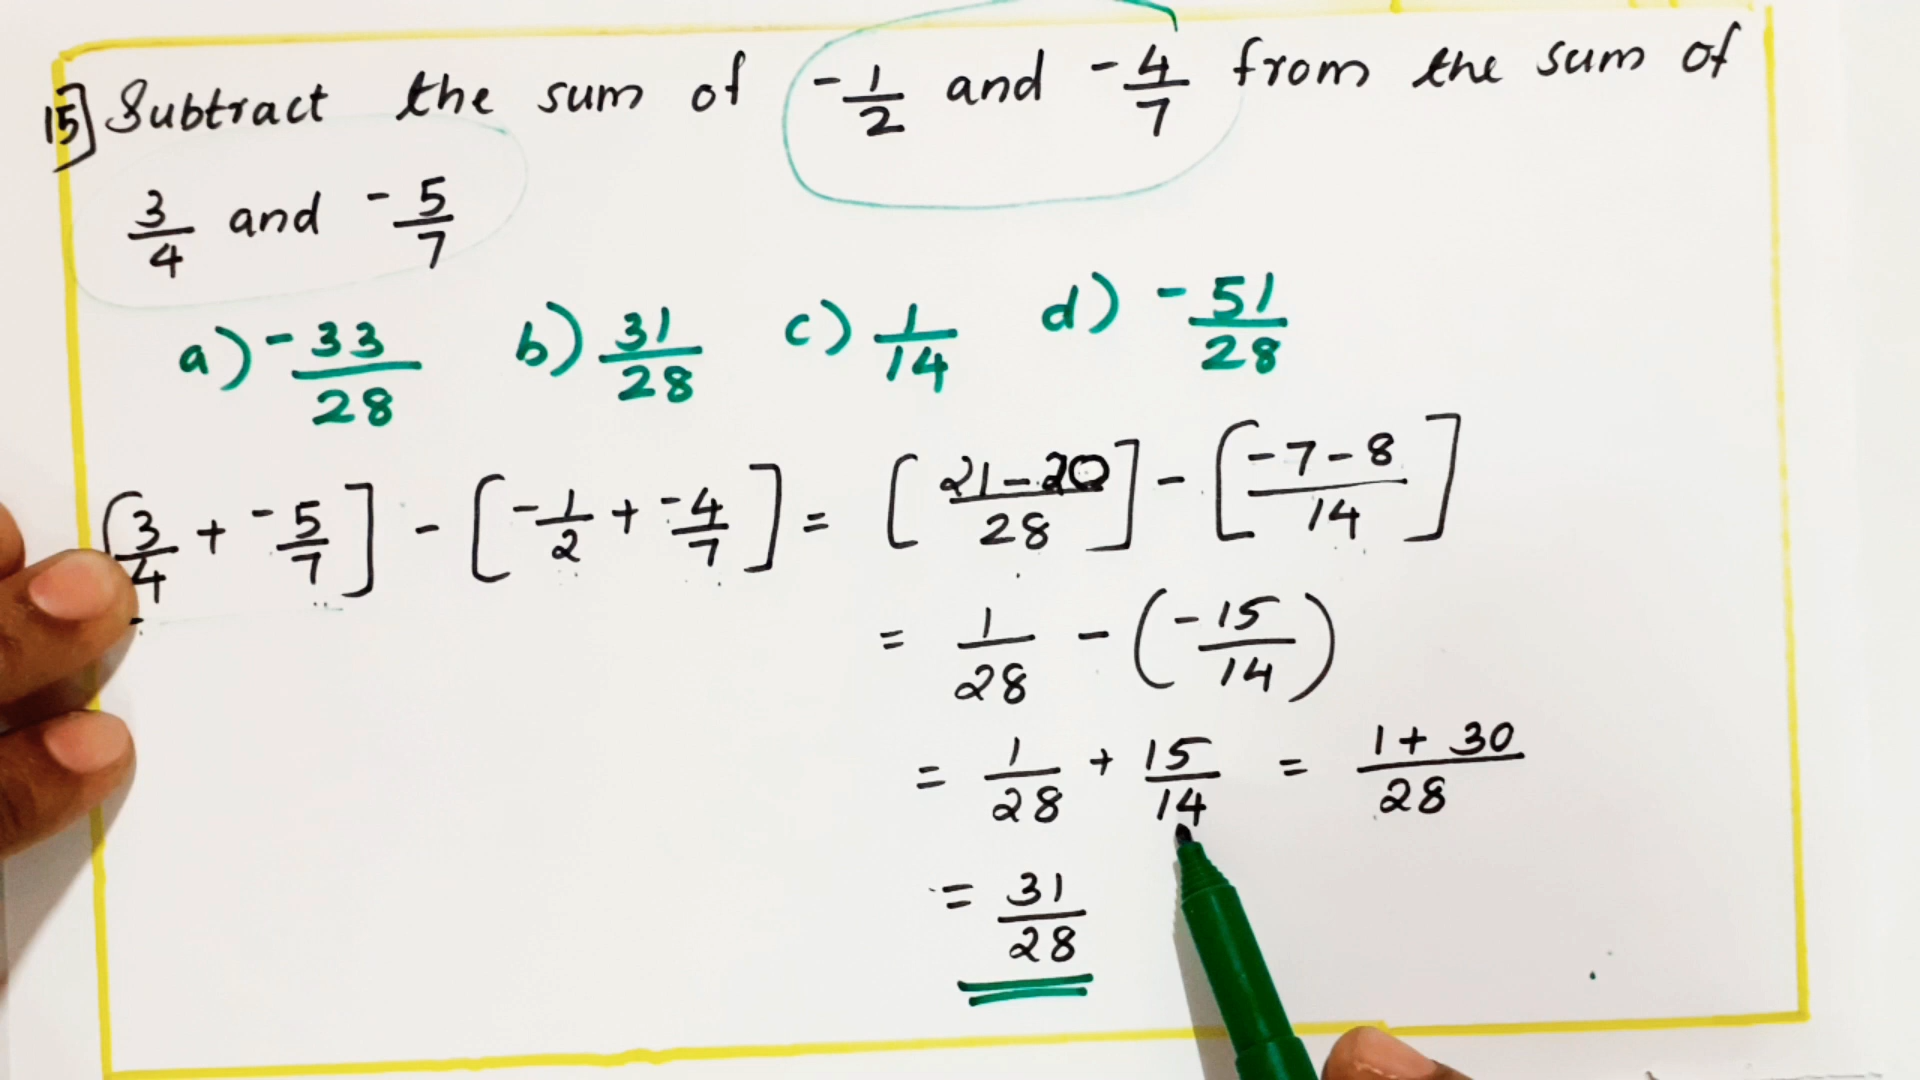 15] Subtract the sum of -1/2 and -4/7 from the sum of
3/4 and -5/7
a) -33/28 b) 31/28 c) 1/14 d) -51/28
[3/4 + -5/7] - [-1/2 + -4/7] = [21-20/28] - [-7-8/14]
= 1/28 - (-15/14)
= 1/28 + 15/14 = 1+30/28
= 31/28